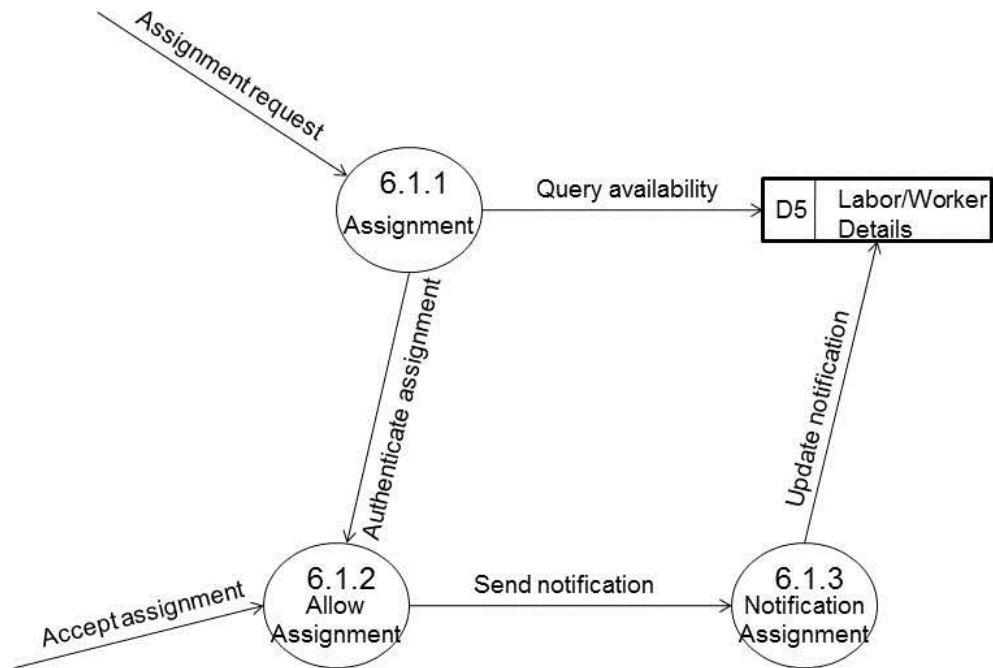 Assignment request
6.1.1
Assignment
Query availability
D5
Labor/Worker
Details
Authenticate assignment
Update notification
Accept assignment
6.1.2
Allow
Assignment
Send notification
6.1.3
Notification
Assignment